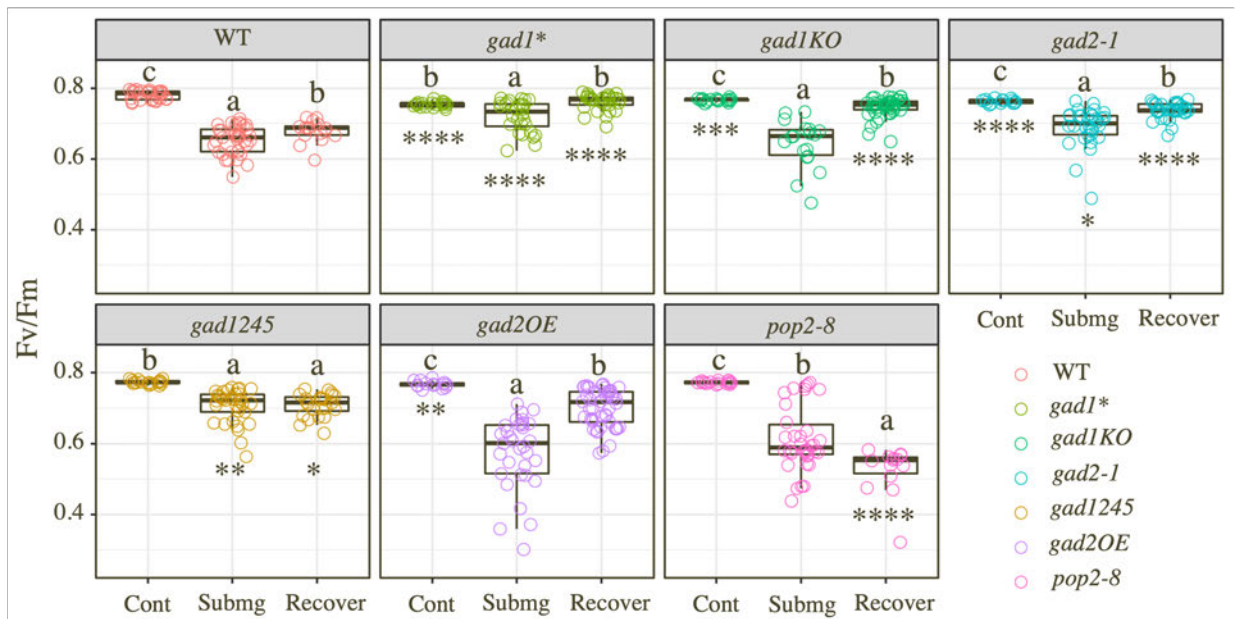 WT
gad1*
gad1KO
gad2-1
0.8
0.6
0.4
c
a
b
b
a
b
****
****
****
c
a
b
***
****
c
a
b
****
*
****
Fv/Fm
gad1245
gad2OE
pop2-8
Cont Submg Recover
0.8
0.6
0.4
b
a
a
**
*
c
a
b
**
c
b
a
****
WT
gad1*
gad1KO
gad2-1
gad1245
gad2OE
pop2-8
Cont Submg Recover
Cont Submg Recover
Cont Submg Recover